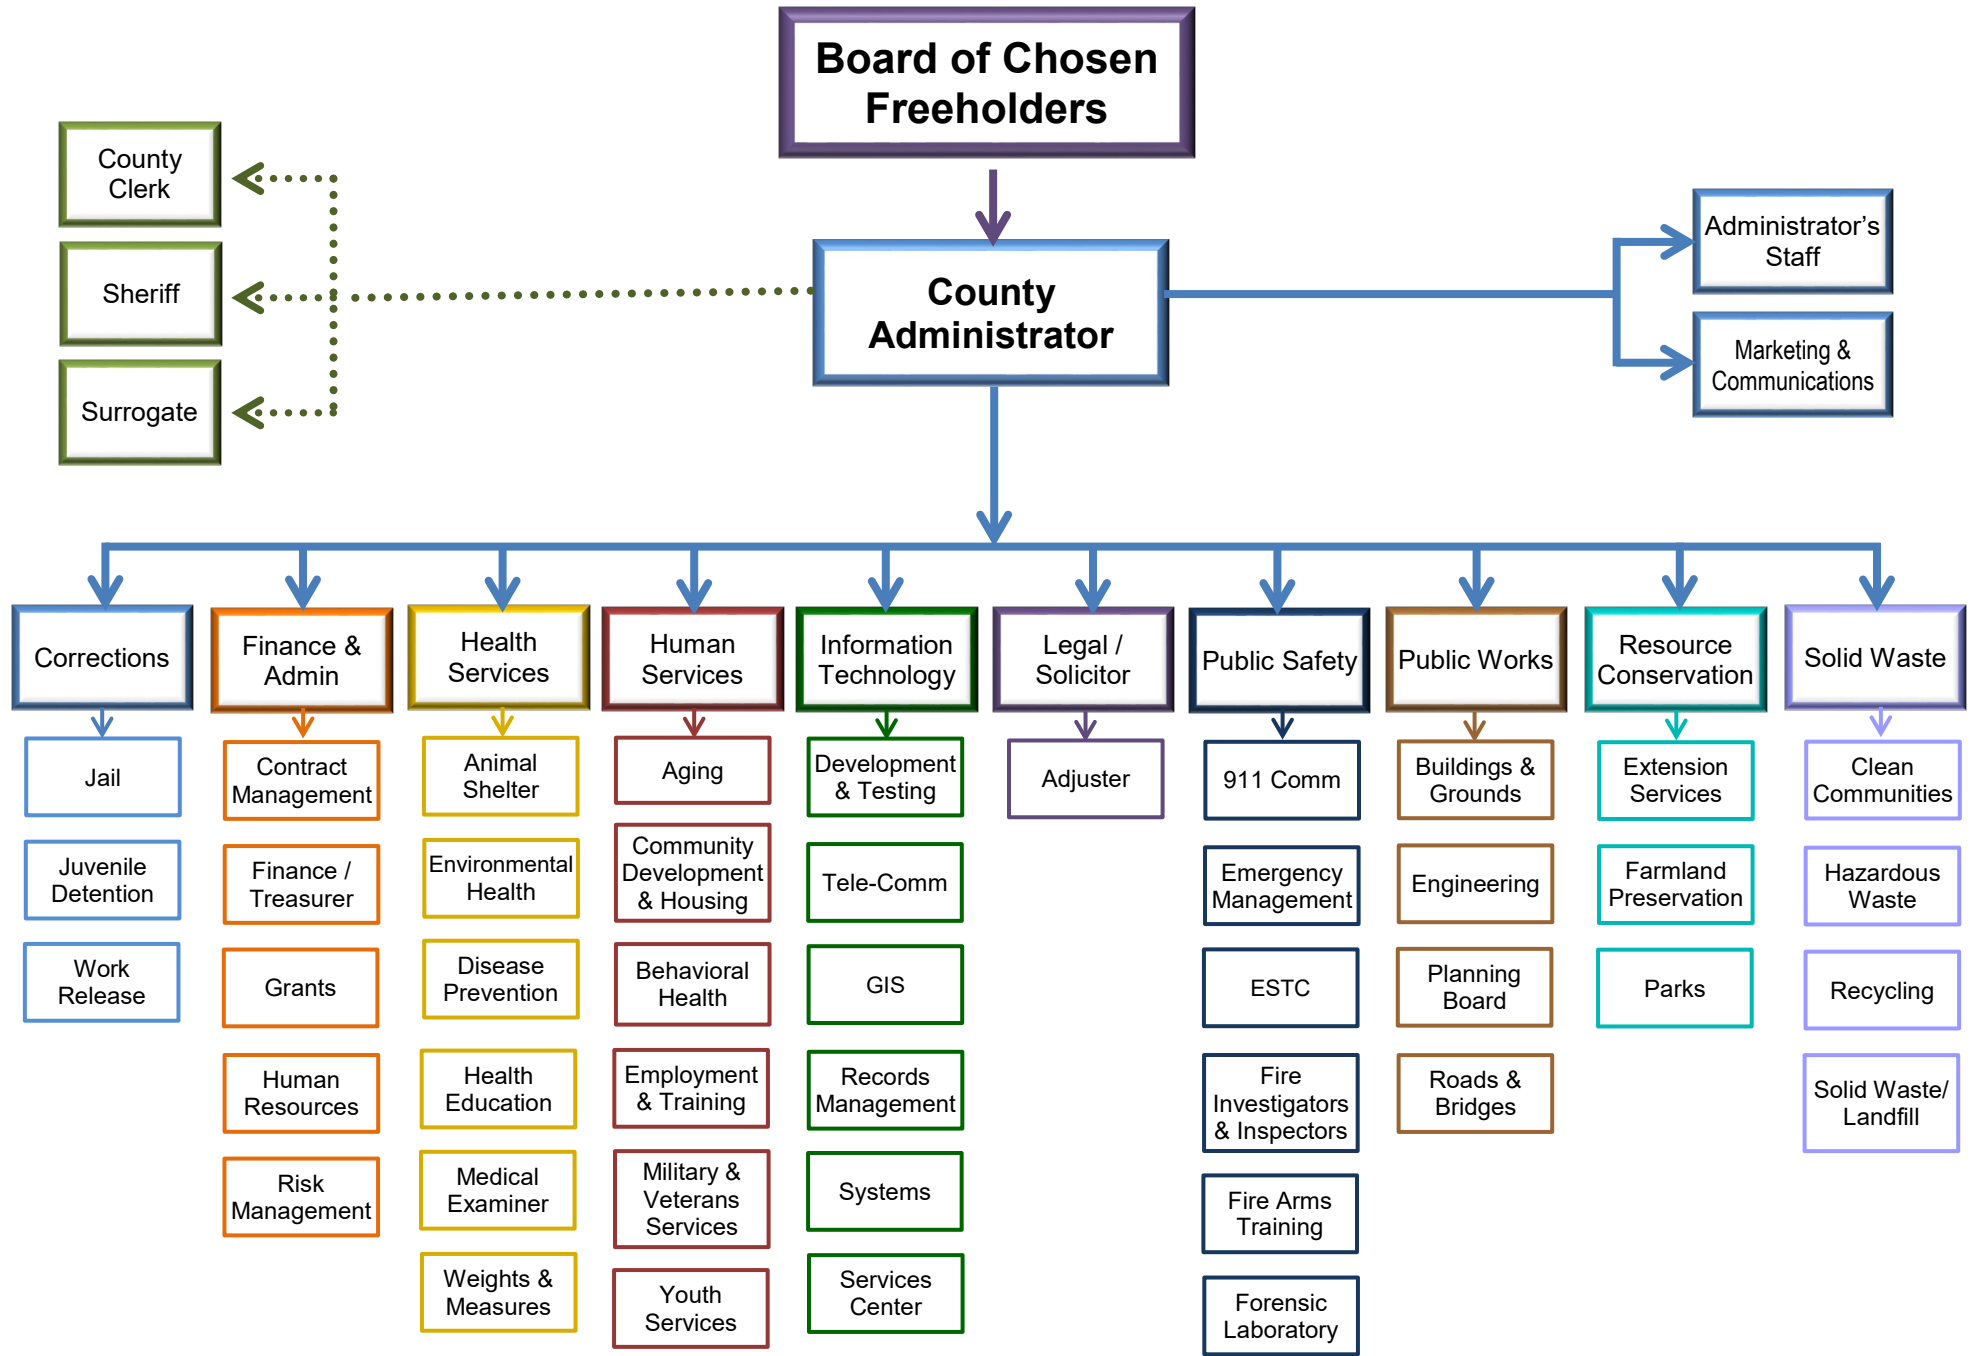 Board of Chosen
Freeholders
County
Clerk
Sheriff
Surrogate
County
Administrator
Administrator’s
Staff
Marketing &
Communications
Corrections
Jail
Juvenile
Detention
Work
Release
Finance &
Admin
Contract
Management
Finance /
Treasurer
Grants
Human
Resources
Risk
Management
Health
Services
Animal
Shelter
Environmental
Health
Disease
Prevention
Health
Education
Medical
Examiner
Weights &
Measures
Human
Services
Aging
Community
Development
& Housing
Behavioral
Health
Employment
& Training
Military &
Veterans
Services
Youth
Services
Information
Technology
Development
& Testing
Tele-Comm
GIS
Records
Management
Systems
Services
Center
Legal /
Solicitor
Adjuster
Public Safety
911 Comm
Emergency
Management
ESTC
Fire
Investigators
& Inspectors
Fire Arms
Training
Forensic
Laboratory
Public Works
Buildings &
Grounds
Engineering
Planning
Board
Roads &
Bridges
Resource
Conservation
Extension
Services
Farmland
Preservation
Parks
Solid Waste
Clean
Communities
Hazardous
Waste
Recycling
Solid Waste/
Landfill